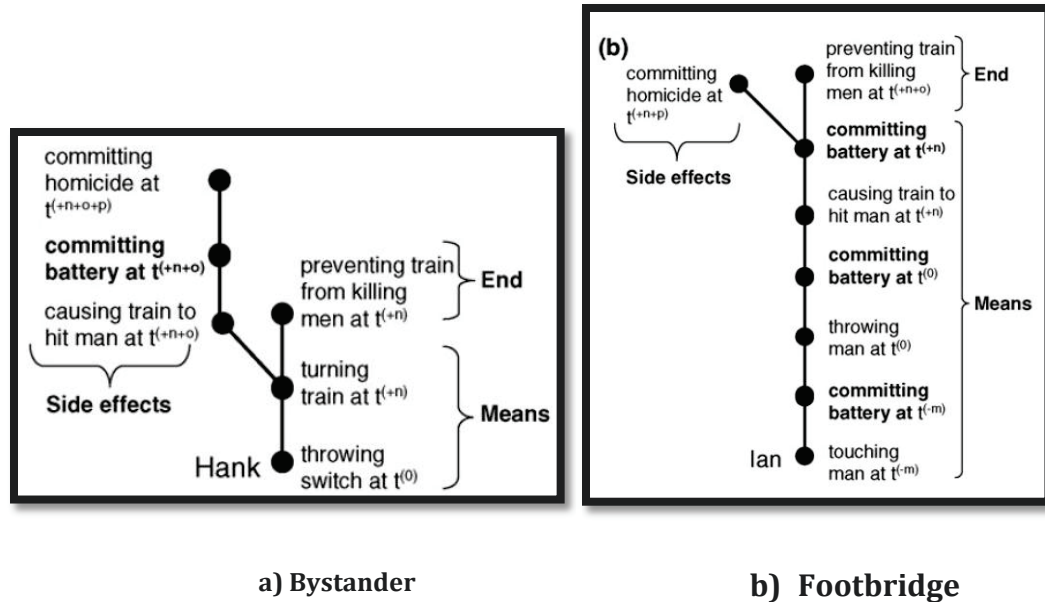 committing
homicide at
t(+n+o+p)
committing
battery at t(+n+o)
causing train to
hit man at t(+n+o)
Side effects
preventing train
from killing
men at t(+n)
End
turning
train at t(+n)
Means
Hank
throwing
switch at t(0)
(b)
committing
homicide at
t(+n+p)
Side effects
preventing train
from killing
men at t(+n+o)
End
committing
battery at t(+n)
causing train to
hit man at t(+n)
committing
battery at t(0)
Means
throwing
man at t(0)
committing
battery at t(-m)
Ian
touching
man at t(-m)
a) Bystander
b) Footbridge